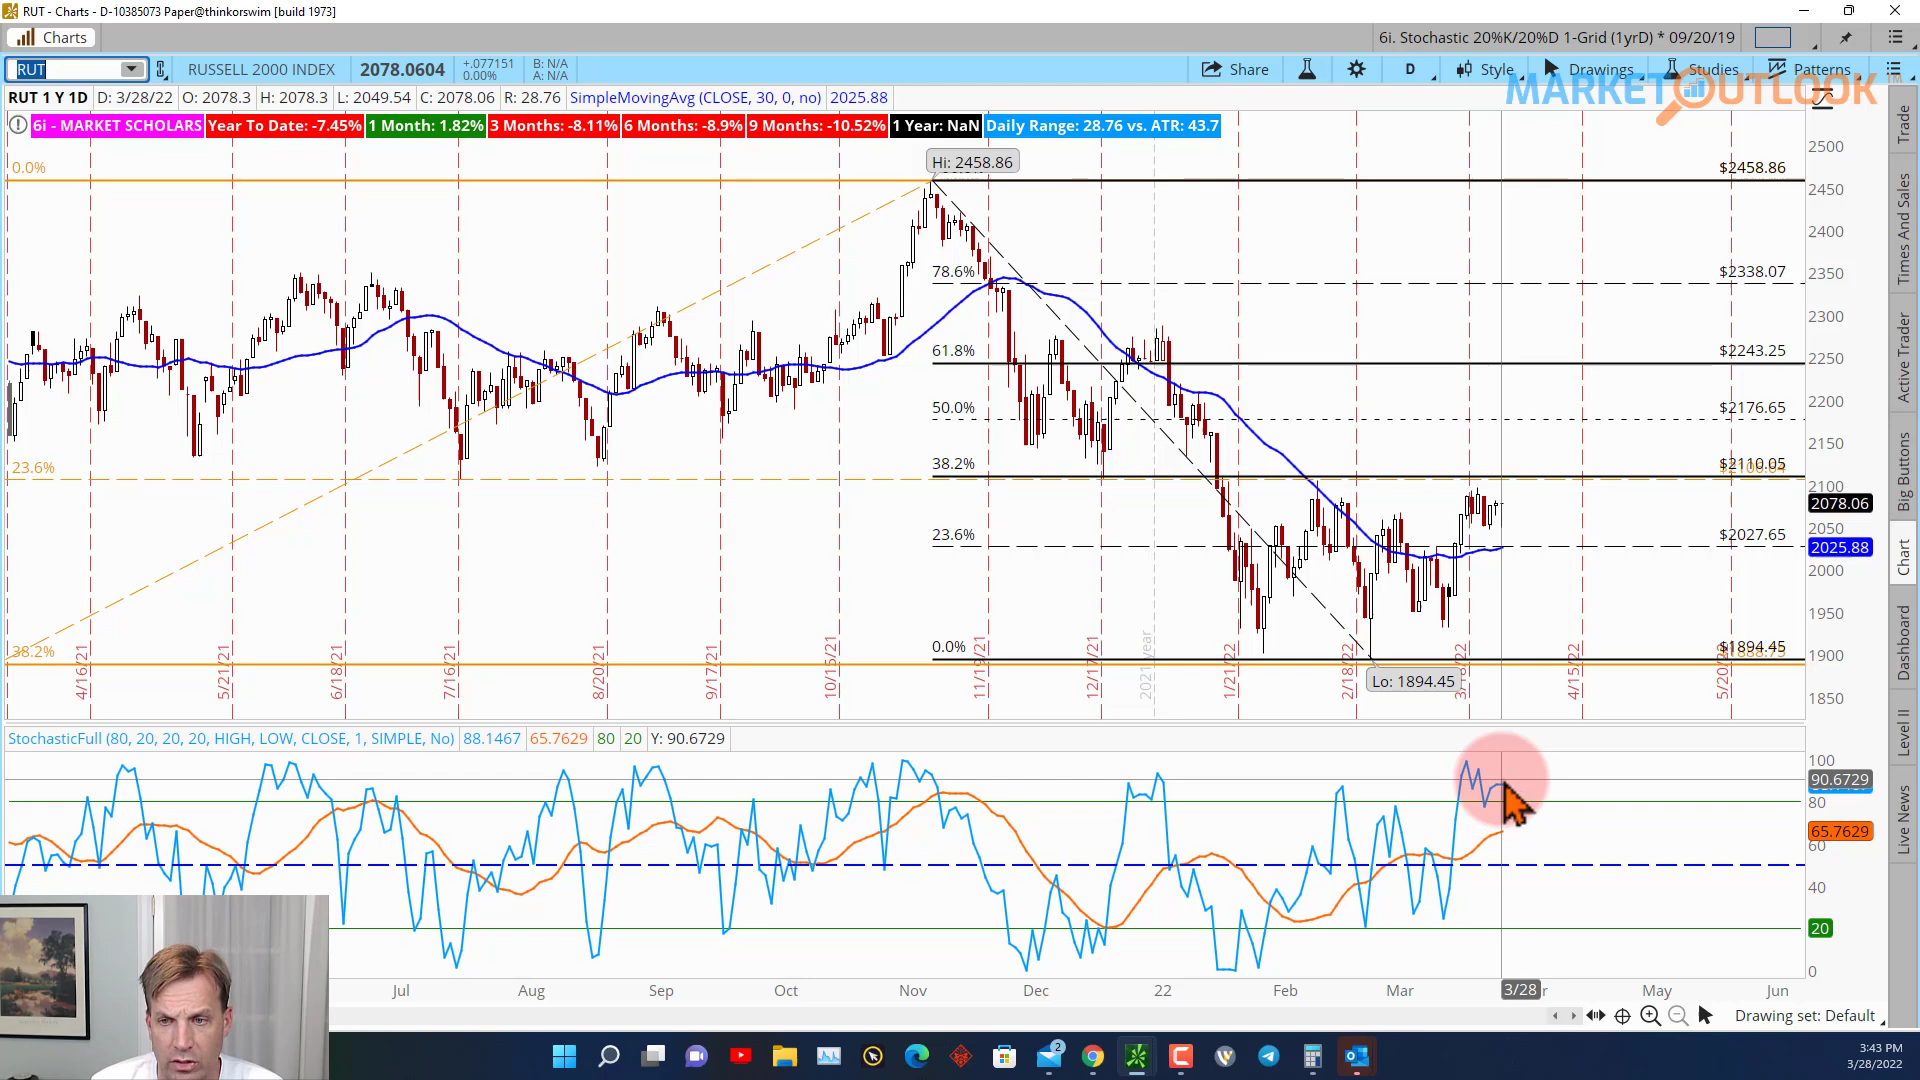 RUT - Charts - D-10385073 Paper@thinkorswim [build 1973]
Charts
6i. Stochastic 20%K/20%D 1-Grid (1yrD) * 09/20/19
RUT
RUSSELL 2000 INDEX
2078.0604
+.077151
0.00%
B: N/A
A: N/A
Share
D
Style
Drawings
Studies
Patterns
MARKET OUTLOOK
RUT 1 Y 1D D: 3/28/22 O: 2078.3 H: 2078.3 L: 2049.54 C: 2078.06 R: 28.76 SimpleMovingAvg (CLOSE, 30, 0, no) 2025.88
6i - MARKET SCHOLARS Year To Date: -7.45% 1 Month: 1.82% 3 Months: -8.11% 6 Months: -8.9% 9 Months: -10.52% 1 Year: NaN Daily Range: 28.76 vs. ATR: 43.7
Hi: 2458.86
0.0%
23.6%
38.2%
78.6%
61.8%
50.0%
38.2%
23.6%
0.0%
$2458.86
$2338.07
$2243.25
$2176.65
$2110.05
$2027.65
$1894.45
Lo: 1894.45
2500
2450
2400
2350
2300
2250
2200
2150
2100
2078.06
2050
2025.88
2000
1950
1900
1850
4/16/21
5/21/21
6/18/21
7/16/21
8/20/21
9/17/21
10/15/21
11/19/21
12/17/21
2021 year
1/21/22
2/18/22
3/18/22
4/15/22
5/20/22
StochasticFull (80, 20, 20, 20, HIGH, LOW, CLOSE, 1, SIMPLE, No) 88.1467 65.7629 80 20 Y: 90.6729
100
90.6729
80
65.7629
60
40
20
0
Jul
Aug
Sep
Oct
Nov
Dec
22
Feb
Mar
3/28
May
Jun
Drawing set: Default
Trade
Times And Sales
Active Trader
Big Buttons
Chart
Dashboard
Level II
Live News
2
3:43 PM
3/28/2022